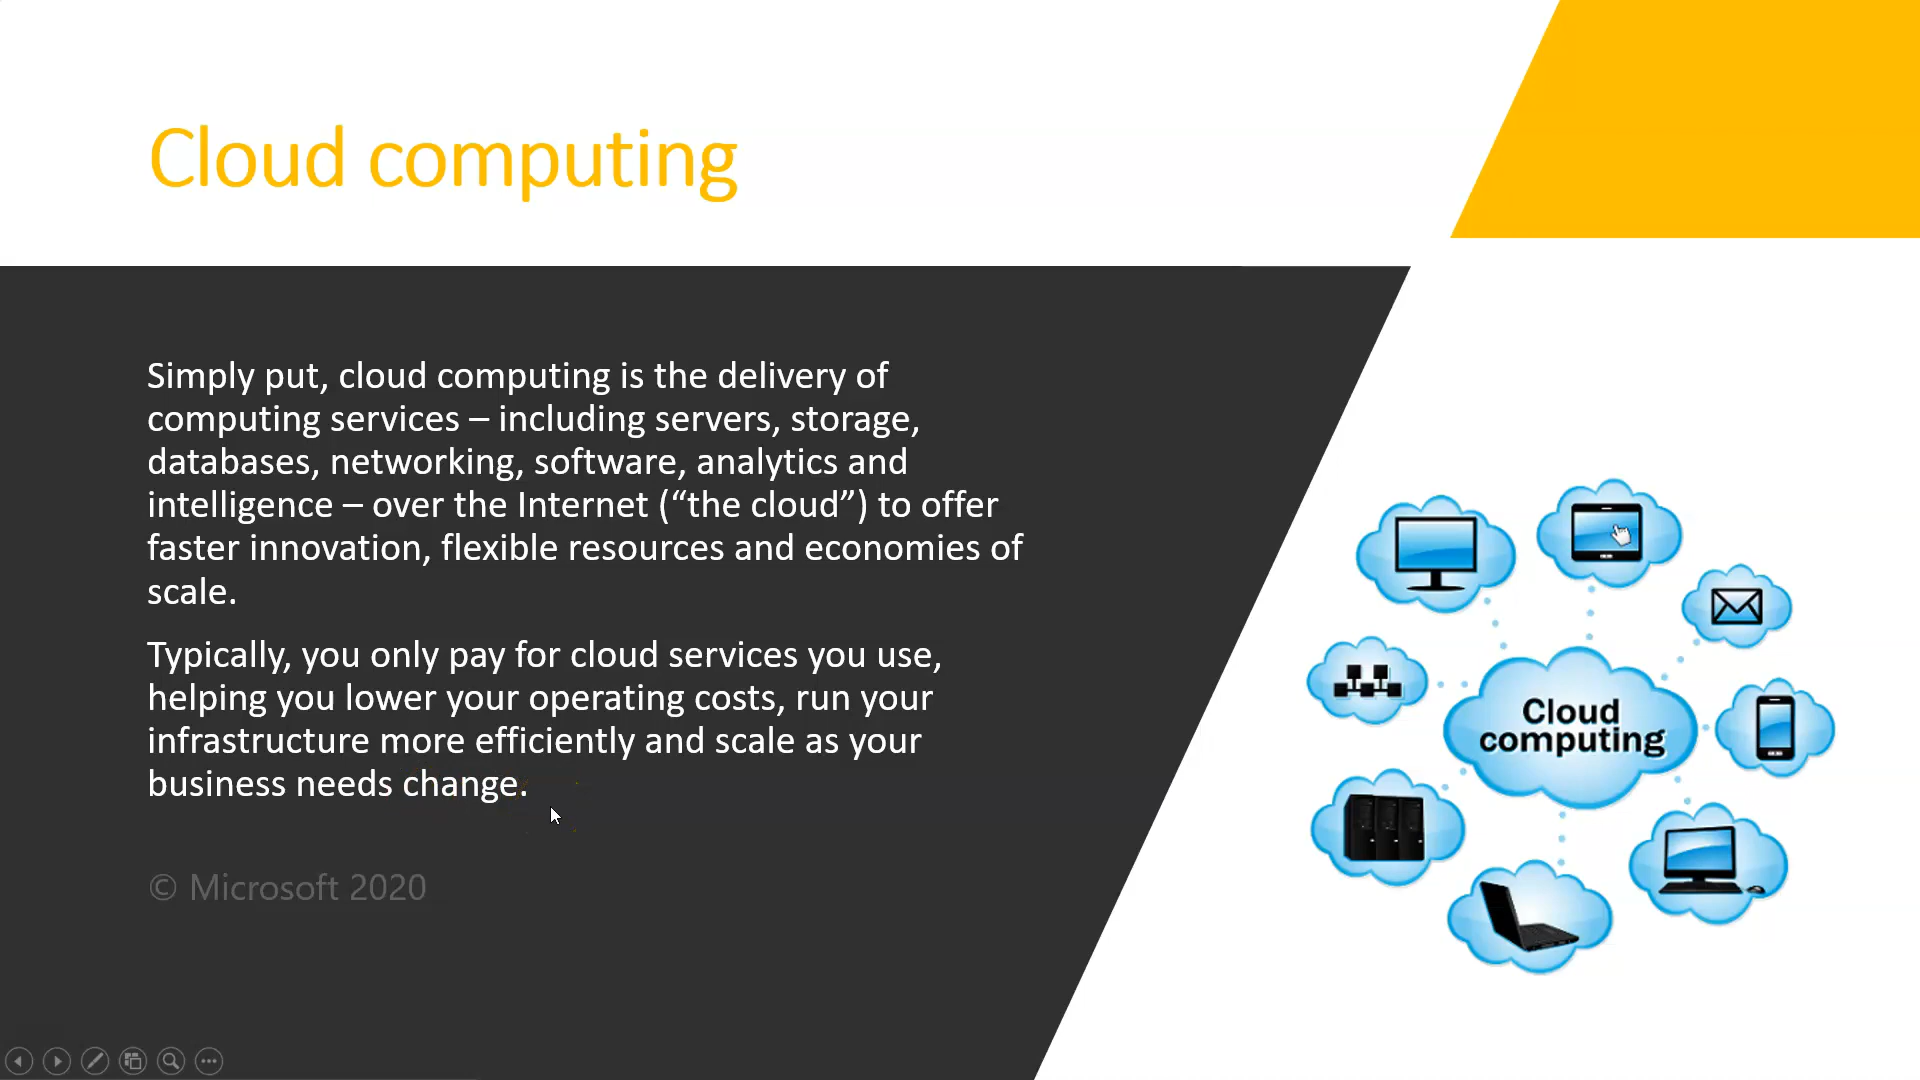 Cloud computing
Simply put, cloud computing is the delivery of
computing services – including servers, storage,
databases, networking, software, analytics and
intelligence – over the Internet (“the cloud”) to offer
faster innovation, flexible resources and economies of
scale.
Typically, you only pay for cloud services you use,
helping you lower your operating costs, run your
infrastructure more efficiently and scale as your
business needs change.
© Microsoft 2020
Cloud
computing